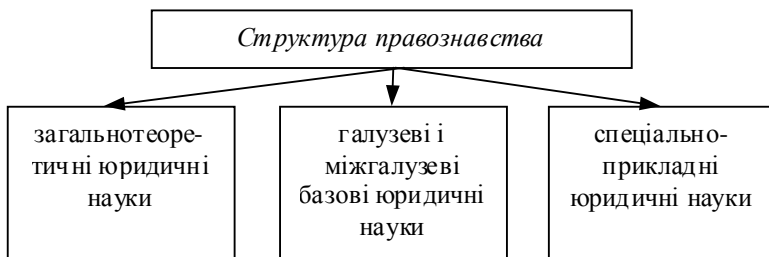 Структура правознавства
загальнотеоре-
тичні юридичні
науки
галузеві і
міжгалузеві
базові юридичні
науки
спеціально-
прикладні
юридичні науки